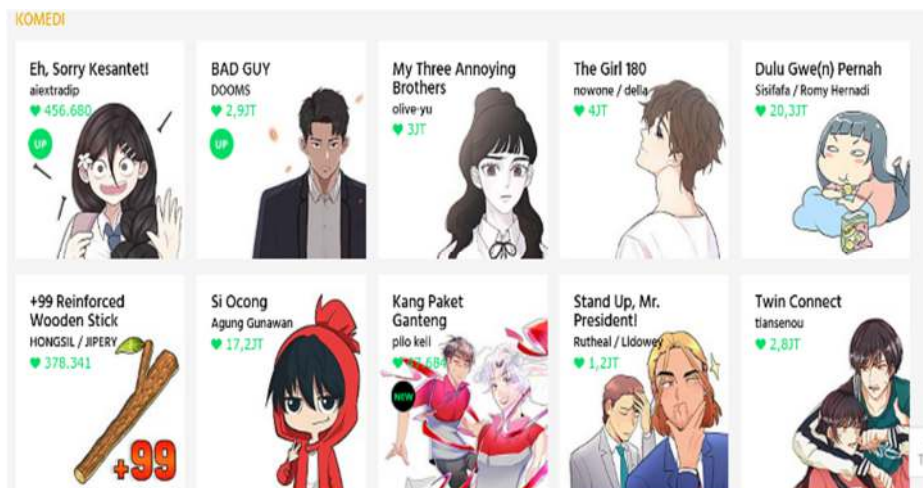 KOMEDI
Eh, Sorry Kesantet!
aiextradip
456.680
UP
BAD GUY
DOOMS
2,9JT
UP
My Three Annoying
Brothers
olive-yu
3JT
The Girl 180
nowone / della
4JT
Dulu Gwe(n) Pernah
Sisifafa / Romy Hernadi
20,3JT
+99 Reinforced
Wooden Stick
HONGSIL / JIPERY
378.341
+99
Si Ocong
Agung Gunawan
17,2JT
Kang Paket
Ganteng
pilo keil
NEW
Stand Up, Mr.
President!
Rutheal / Lidowey
1,2JT
Twin Connect
tiansenou
2,8JT